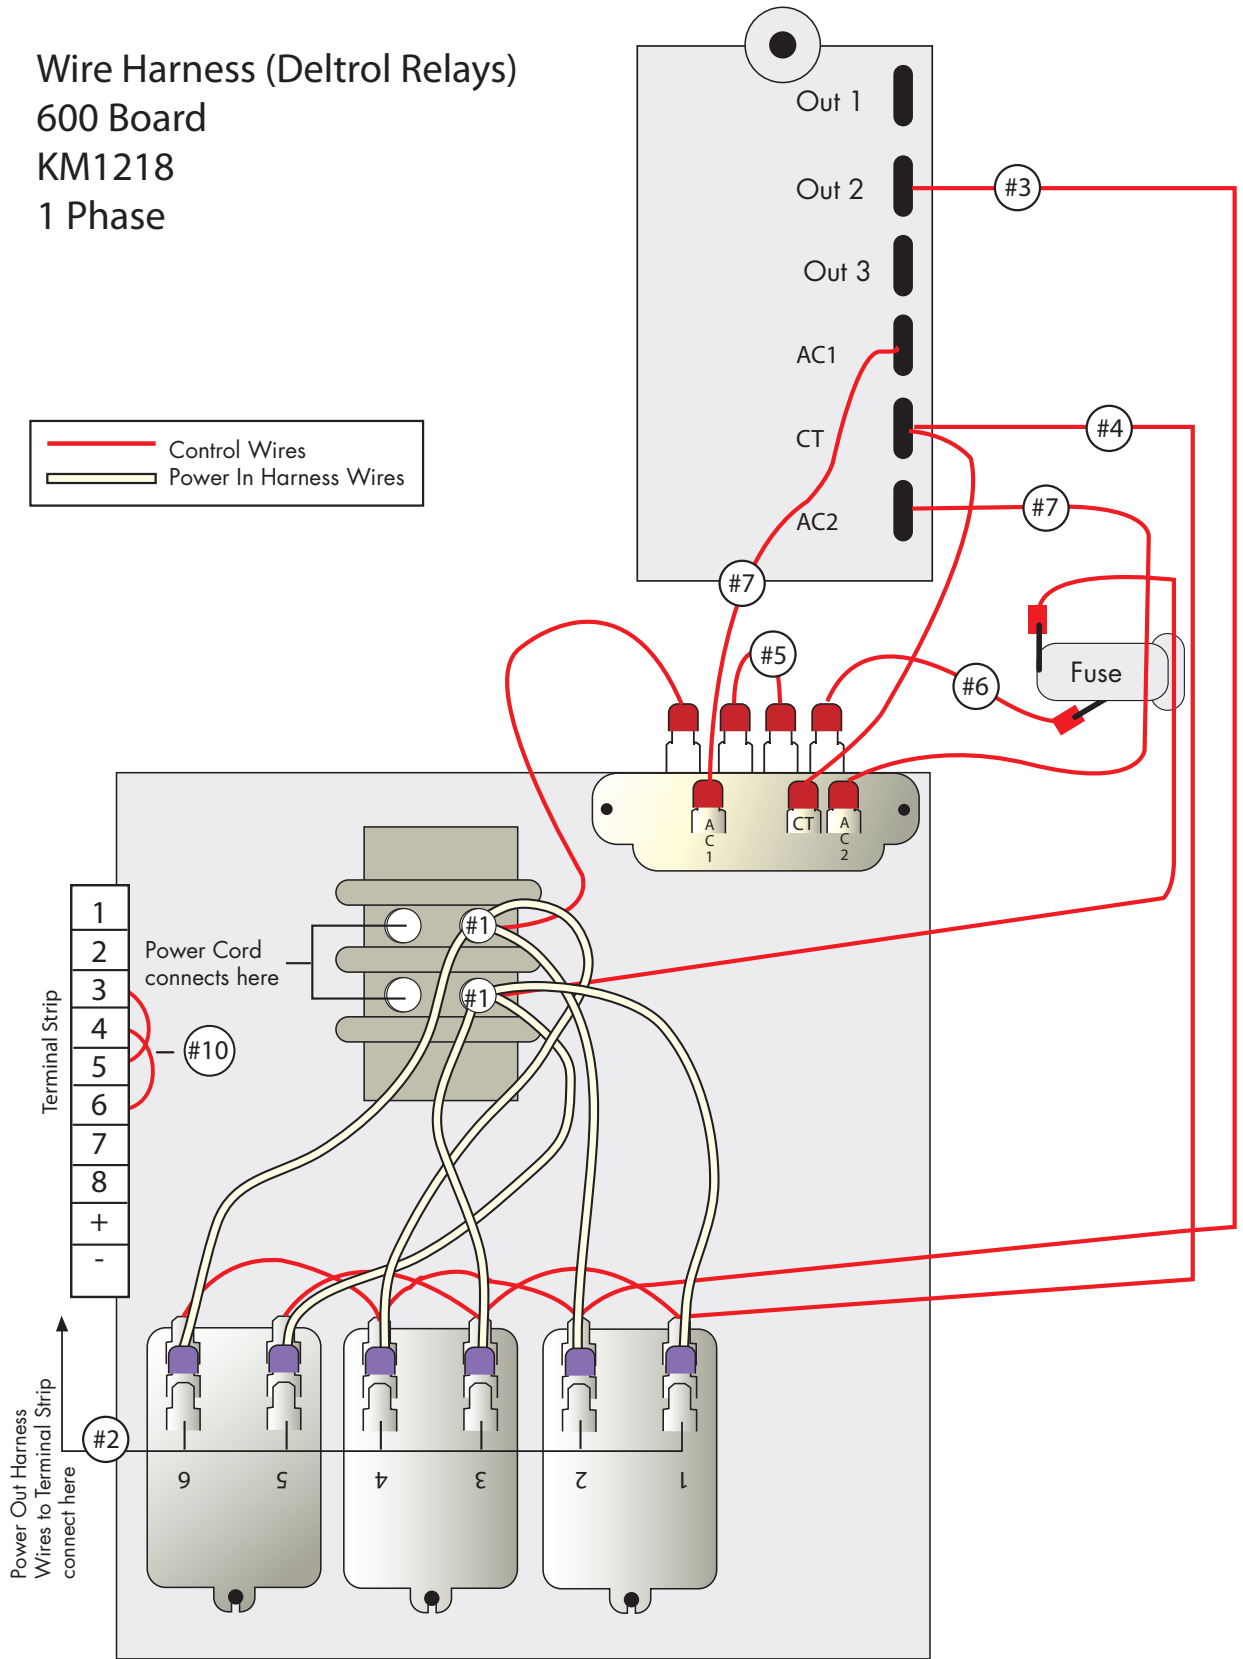 Wire Harness (Deltrol Relays)
600 Board
KM1218
1 Phase
Out 1
Out 2
#3
Out 3
AC1
Control Wires
Power In Harness Wires
CT
#4
AC2
#7
#7
#5
#6
Fuse
AC1
CT
AC2
Terminal Strip
1
2
3
4
5
6
7
8
+
-
Power Cord
connects here
#1
#1
#10
#2
Power Out Harness
Wires to Terminal Strip
connect here
6
5
4
3
2
1